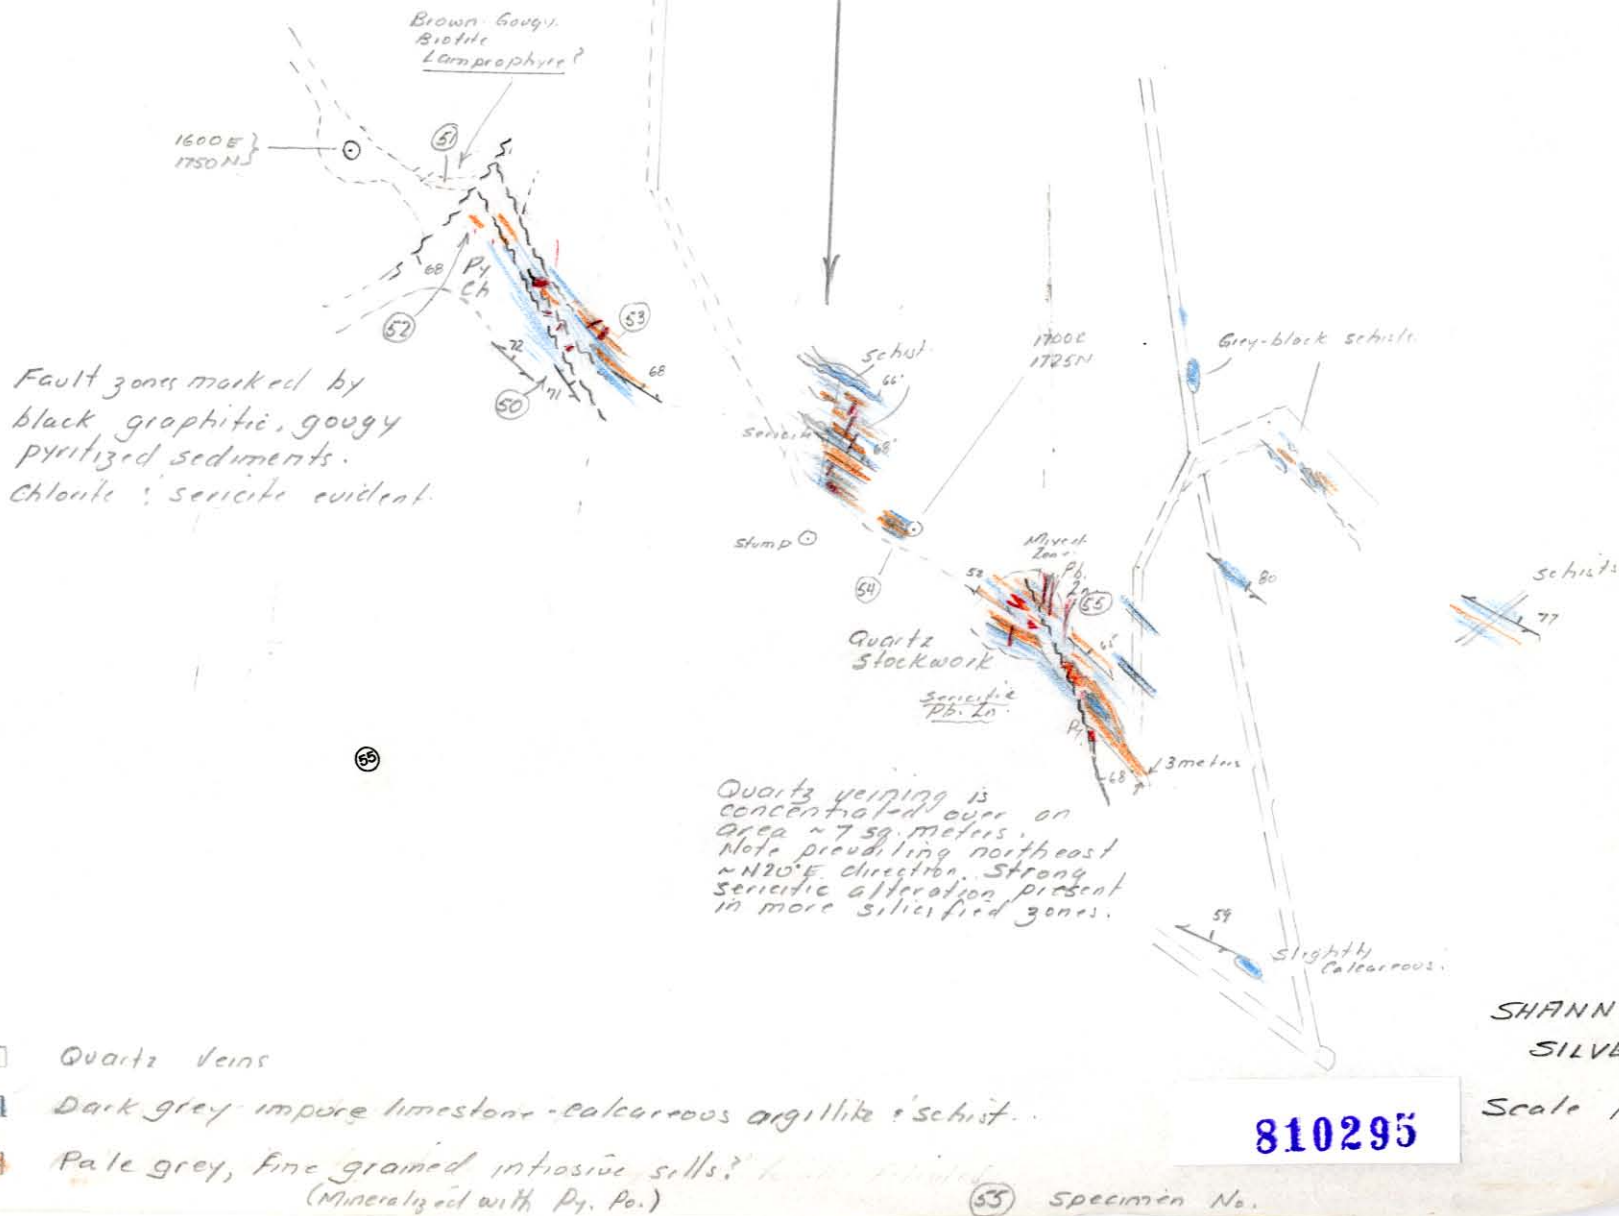 Brown Gougy
Biotite
Lamprophyre?
1600E
1750N
51
68
Py
Ch
52
53
72
71
50
68
Fault zones marked by
black graphitic, gougy
pyritized sediments.
Chlorite & sericite evident.
Schist
66°
68°
1700E
1725N
Grey-black schists
Stump
54
Mixed
Zone
Pb
Zn
55
52
65
80
Schists
77
Quartz
Stockwork
Sericitic
Pb. Zn.
Py
68
3 meters
55
Quartz veining is
concentrated over an
area ~ 7 sq. meters.
Note prevailing northeast
~N20°E direction. Strong
sericitic alteration present
in more silicified zones.
59
Slightly
Calcareous.
SHANN
SILVE
Quartz Veins
Dark grey impure limestone-calcareous argillite & schist.
Scale 1
810295
Pale grey, fine grained intrusive sills?
(Mineralized with Py. Po.)
55 Specimen No.